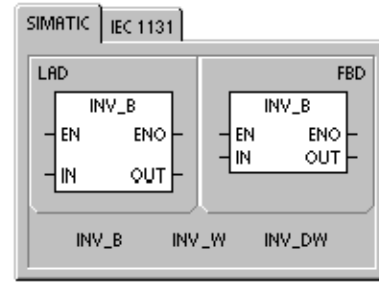 SIMATIC IEC 1131
LAD
INV_B
EN ENO
IN OUT
FBD
INV_B
EN ENO
IN OUT
INV_B INV_W INV_DW